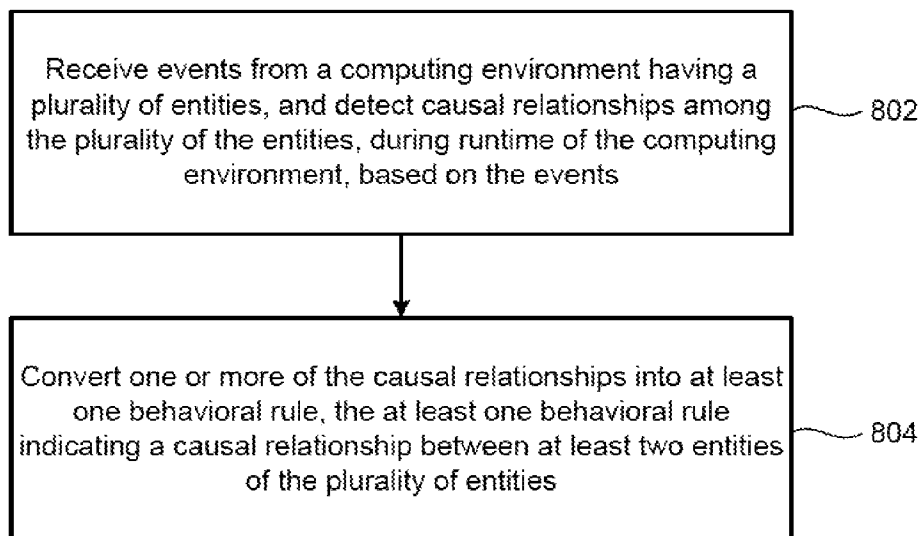 Receive events from a computing environment having a
plurality of entities, and detect causal relationships among
the plurality of the entities, during runtime of the computing
environment, based on the events
802
Convert one or more of the causal relationships into at least
one behavioral rule, the at least one behavioral rule
indicating a causal relationship between at least two entities
of the plurality of entities
804